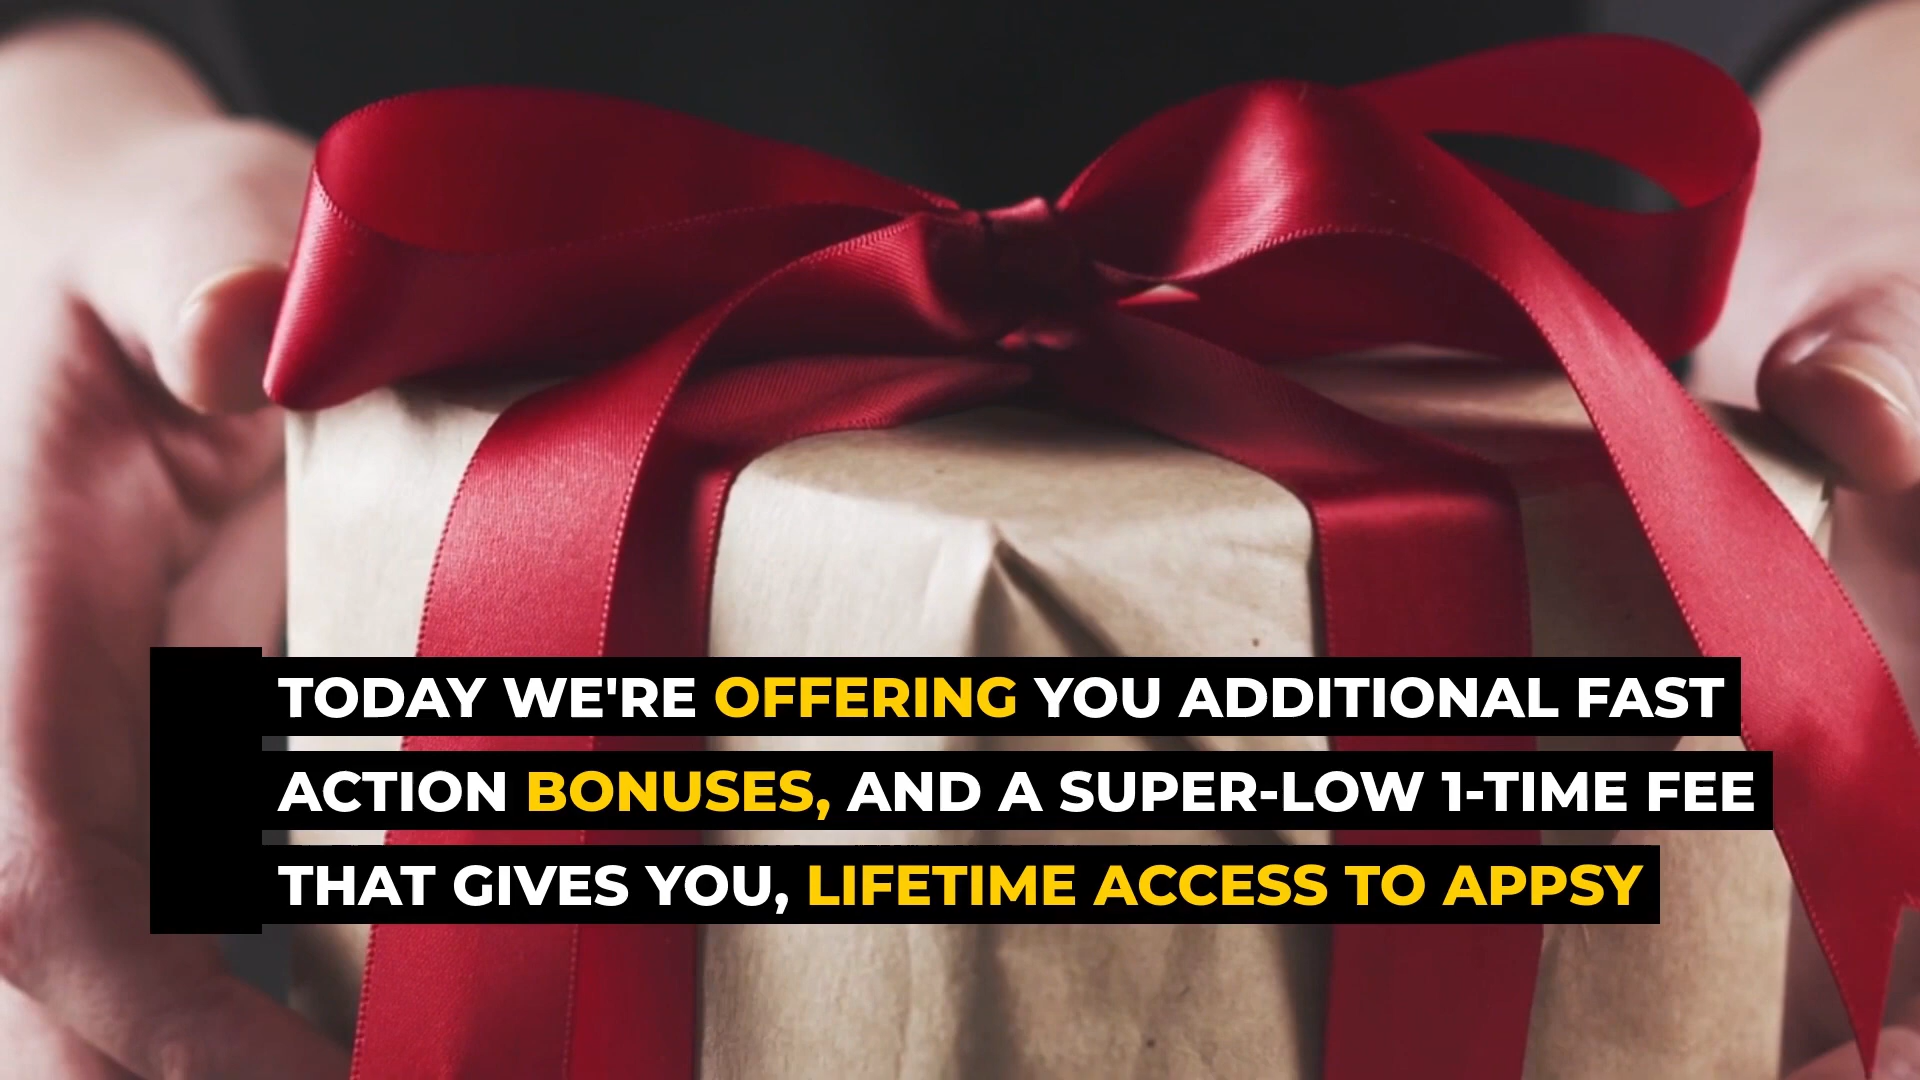 TODAY WE'RE OFFERING YOU ADDITIONAL FAST
ACTION BONUSES, AND A SUPER-LOW 1-TIME FEE
THAT GIVES YOU, LIFETIME ACCESS TO APPSY